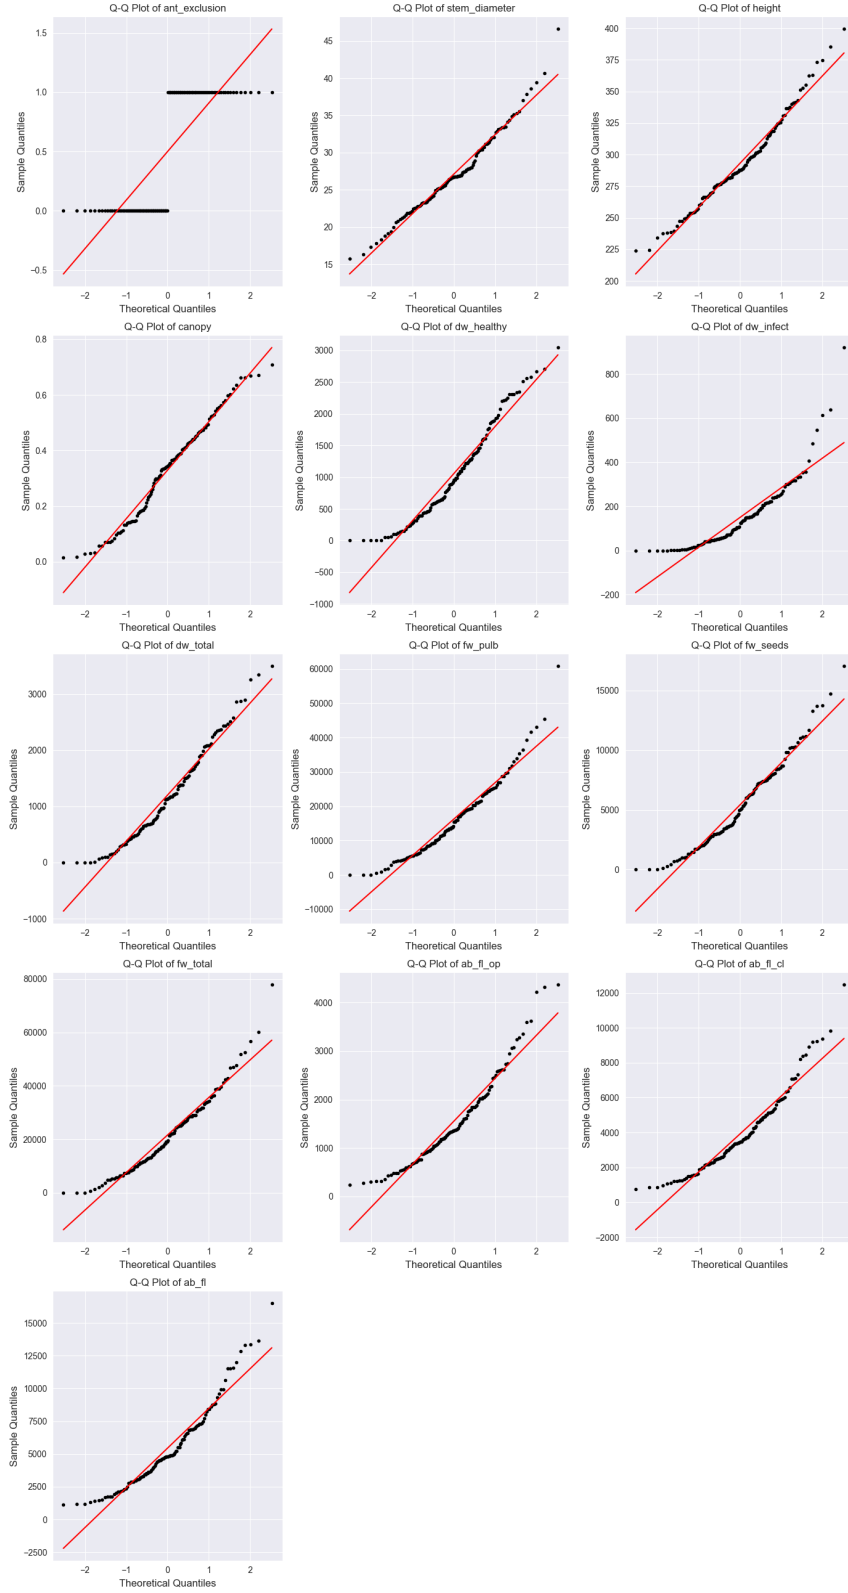 Q-Q Plot of ant_exclusion
1.5
1.0
0.5
0.0
−0.5
Sample Quantiles
−2 −1 0 1 2
Theoretical Quantiles
Q-Q Plot of stem_diameter
45
40
35
30
25
20
15
Sample Quantiles
−2 −1 0 1 2
Theoretical Quantiles
Q-Q Plot of height
400
375
350
325
300
275
250
225
200
Sample Quantiles
−2 −1 0 1 2
Theoretical Quantiles
Q-Q Plot of canopy
0.8
0.6
0.4
0.2
0.0
Sample Quantiles
−2 −1 0 1 2
Theoretical Quantiles
Q-Q Plot of dw_healthy
3000
2500
2000
1500
1000
500
0
−500
−1000
Sample Quantiles
−2 −1 0 1 2
Theoretical Quantiles
Q-Q Plot of dw_infect
800
600
400
200
0
−200
Sample Quantiles
−2 −1 0 1 2
Theoretical Quantiles
Q-Q Plot of dw_total
3000
2000
1000
0
−1000
Sample Quantiles
−2 −1 0 1 2
Theoretical Quantiles
Q-Q Plot of fw_pulb
60000
50000
40000
30000
20000
10000
0
−10000
Sample Quantiles
−2 −1 0 1 2
Theoretical Quantiles
Q-Q Plot of fw_seeds
15000
10000
5000
0
Sample Quantiles
−2 −1 0 1 2
Theoretical Quantiles
Q-Q Plot of fw_total
80000
60000
40000
20000
0
Sample Quantiles
−2 −1 0 1 2
Theoretical Quantiles
Q-Q Plot of ab_fl_op
4000
3000
2000
1000
0
Sample Quantiles
−2 −1 0 1 2
Theoretical Quantiles
Q-Q Plot of ab_fl_cl
12000
10000
8000
6000
4000
2000
0
−2000
Sample Quantiles
−2 −1 0 1 2
Theoretical Quantiles
Q-Q Plot of ab_fl
15000
12500
10000
7500
5000
2500
0
−2500
Sample Quantiles
−2 −1 0 1 2
Theoretical Quantiles